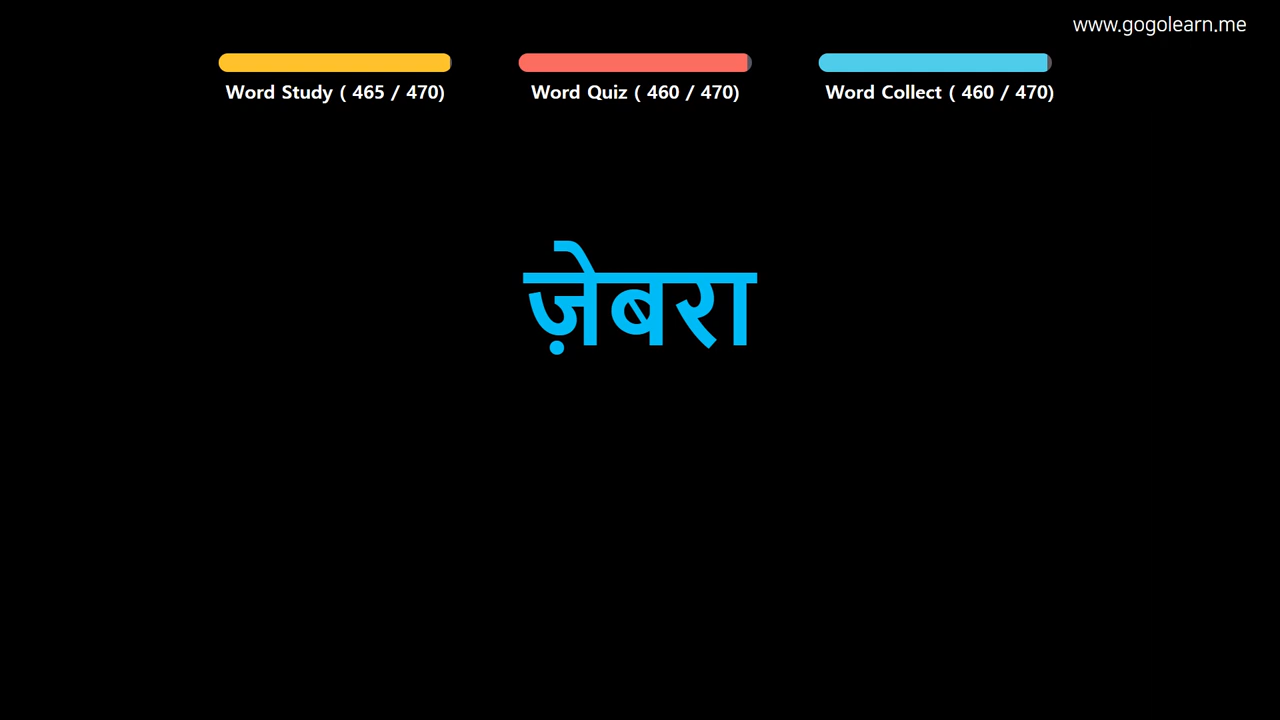 www.gogolearn.me
Word Study ( 465 / 470) Word Quiz ( 460 / 470) Word Collect ( 460 / 470)
ज़ेबरा